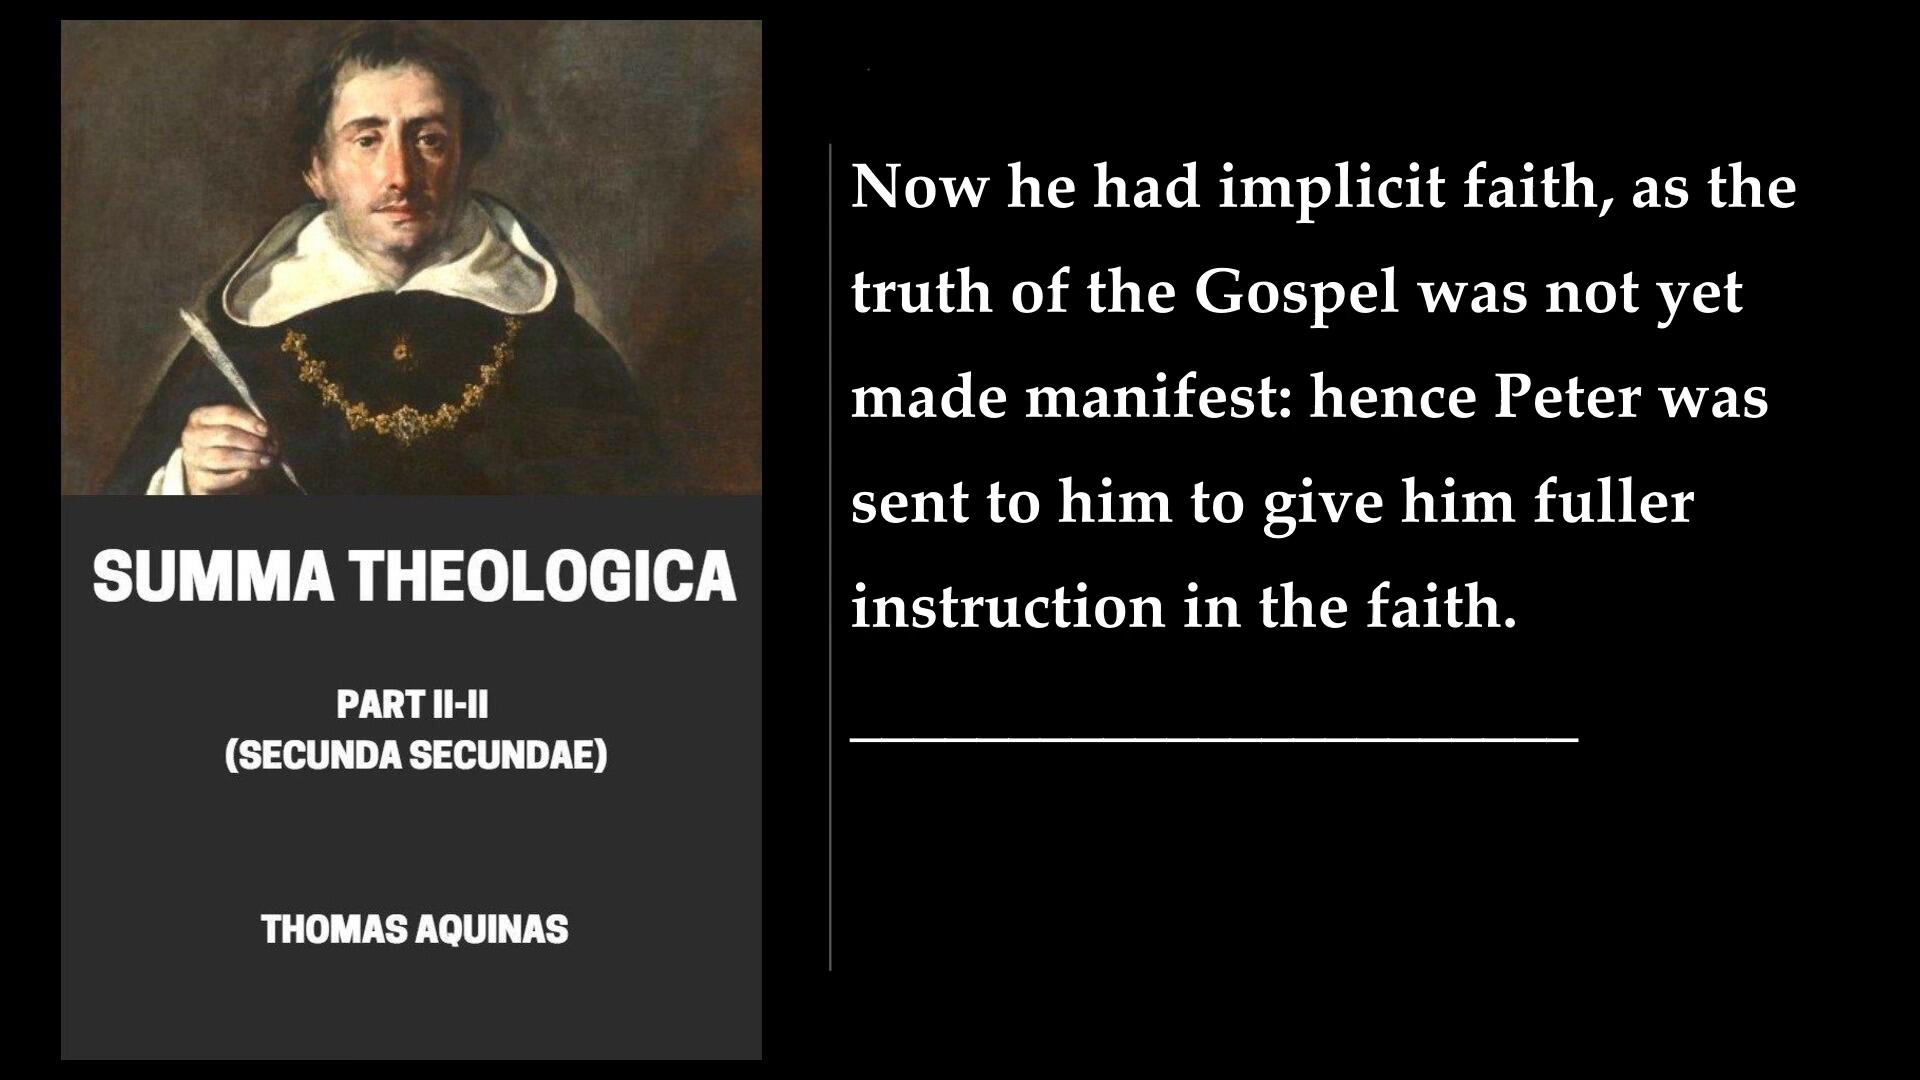 SUMMA THEOLOGICA
PART II-II
(SECUNDA SECUNDAE)
THOMAS AQUINAS
Now he had implicit faith, as the
truth of the Gospel was not yet
made manifest: hence Peter was
sent to him to give him fuller
instruction in the faith.